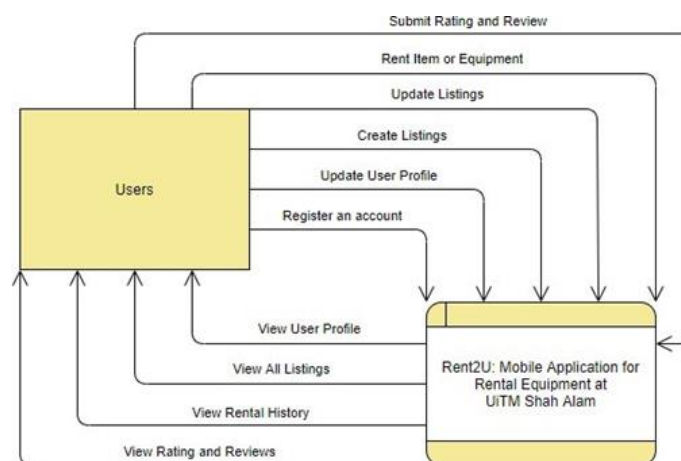 Submit Rating and Review
Rent Item or Equipment
Update Listings
Create Listings
Users
Update User Profile
Register an account
View User Profile
View All Listings
Rent2U: Mobile Application for
Rental Equipment at
UiTM Shah Alam
View Rental History
View Rating and Reviews